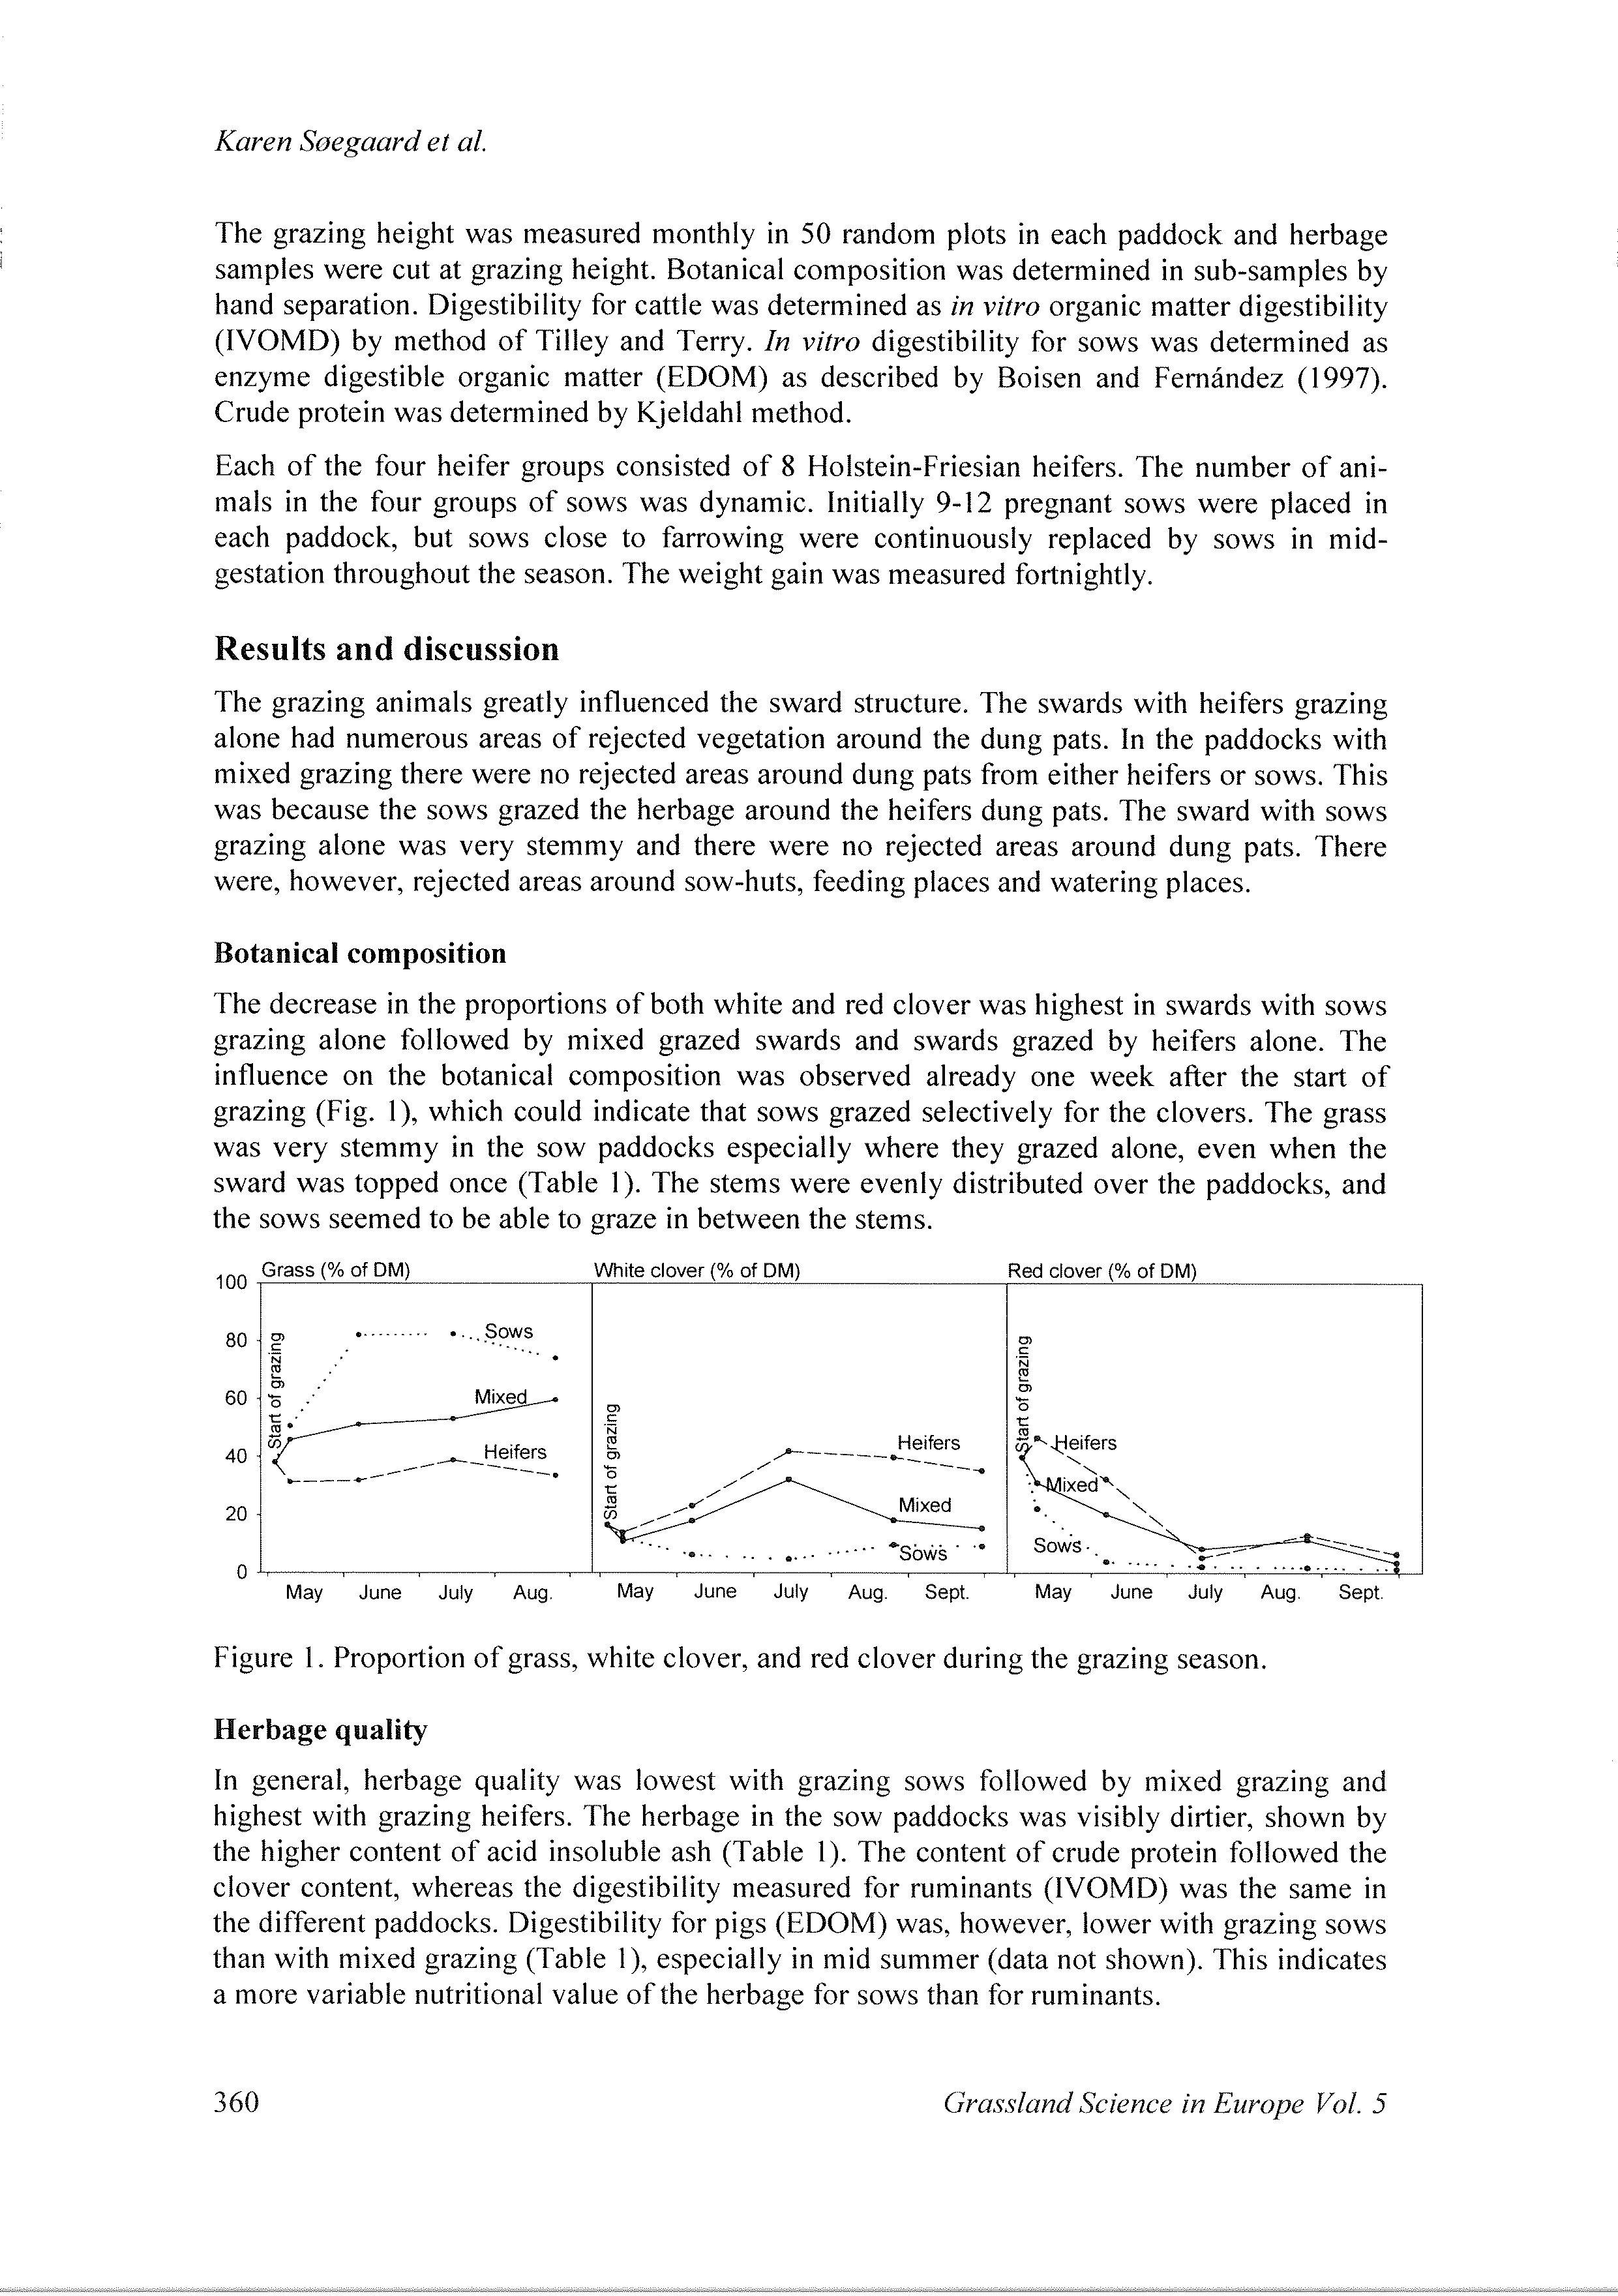 Karen Søegaard et al.
The grazing height was measured monthly in 50 random plots in each paddock and herbage
samples were cut at grazing height. Botanical composition was determined in sub-samples by
hand separation. Digestibility for cattle was determined as in vitro organic matter digestibility
(IVOMD) by method of Tilley and Terry. In vitro digestibility for sows was determined as
enzyme digestible organic matter (EDOM) as described by Boisen and Fernández (1997).
Crude protein was determined by Kjeldahl method.
Each of the four heifer groups consisted of 8 Holstein-Friesian heifers. The number of ani-
mals in the four groups of sows was dynamic. Initially 9-12 pregnant sows were placed in
each paddock, but sows close to farrowing were continuously replaced by sows in mid-
gestation throughout the season. The weight gain was measured fortnightly.
Results and discussion
The grazing animals greatly influenced the sward structure. The swards with heifers grazing
alone had numerous areas of rejected vegetation around the dung pats. In the paddocks with
mixed grazing there were no rejected areas around dung pats from either heifers or sows. This
was because the sows grazed the herbage around the heifers dung pats. The sward with sows
grazing alone was very stemmy and there were no rejected areas around dung pats. There
were, however, rejected areas around sow-huts, feeding places and watering places.
Botanical composition
The decrease in the proportions of both white and red clover was highest in swards with sows
grazing alone followed by mixed grazed swards and swards grazed by heifers alone. The
influence on the botanical composition was observed already one week after the start of
grazing (Fig. 1), which could indicate that sows grazed selectively for the clovers. The grass
was very stemmy in the sow paddocks especially where they grazed alone, even when the
sward was topped once (Table 1). The stems were evenly distributed over the paddocks, and
the sows seemed to be able to graze in between the stems.
Grass (% of DM) White clover (% of DM) Red clover (% of DM)
100
80
60
40
20
0
Start of grazing
Sows
Mixed
Heifers
Start of grazing
Heifers
Mixed
Sows
Start of grazing
Heifers
Mixed
Sows
May June July Aug. May June July Aug. Sept. May June July Aug. Sept.
Figure 1. Proportion of grass, white clover, and red clover during the grazing season.
Herbage quality
In general, herbage quality was lowest with grazing sows followed by mixed grazing and
highest with grazing heifers. The herbage in the sow paddocks was visibly dirtier, shown by
the higher content of acid insoluble ash (Table 1). The content of crude protein followed the
clover content, whereas the digestibility measured for ruminants (IVOMD) was the same in
the different paddocks. Digestibility for pigs (EDOM) was, however, lower with grazing sows
than with mixed grazing (Table 1), especially in mid summer (data not shown). This indicates
a more variable nutritional value of the herbage for sows than for ruminants.
360 Grassland Science in Europe Vol. 5